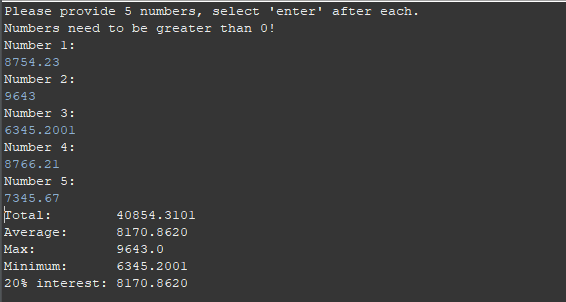 Please provide 5 numbers, select 'enter' after each.
Numbers need to be greater than 0!
Number 1:
8754.23
Number 2:
9643
Number 3:
6345.2001
Number 4:
8766.21
Number 5:
7345.67
Total: 40854.3101
Average: 8170.8620
Max: 9643.0
Minimum: 6345.2001
20% interest: 8170.8620